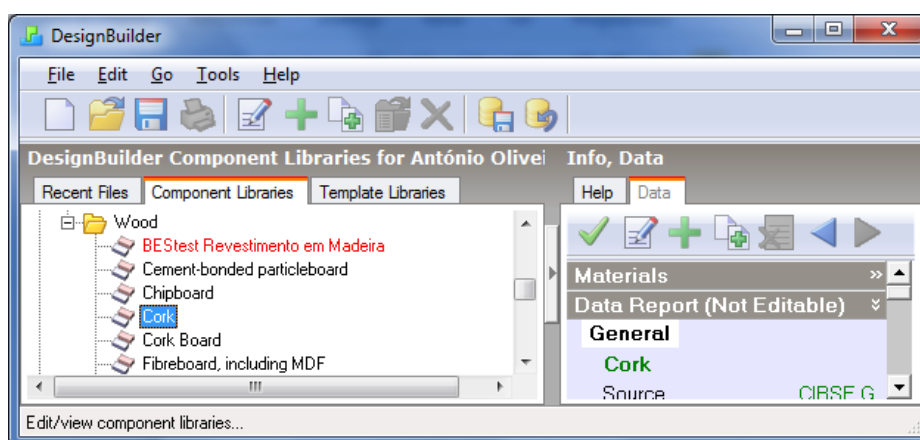 DesignBuilder
File Edit Go Tools Help
DesignBuilder Component Libraries for António Olivei
Info, Data
Recent Files Component Libraries Template Libraries
Help Data
Wood
BEStest Revestimento em Madeira
Cement-bonded particleboard
Chipboard
Cork
Cork Board
Fibreboard, including MDF
Materials
Data Report (Not Editable)
General
Cork
Source CIBSE G
Edit/view component libraries...